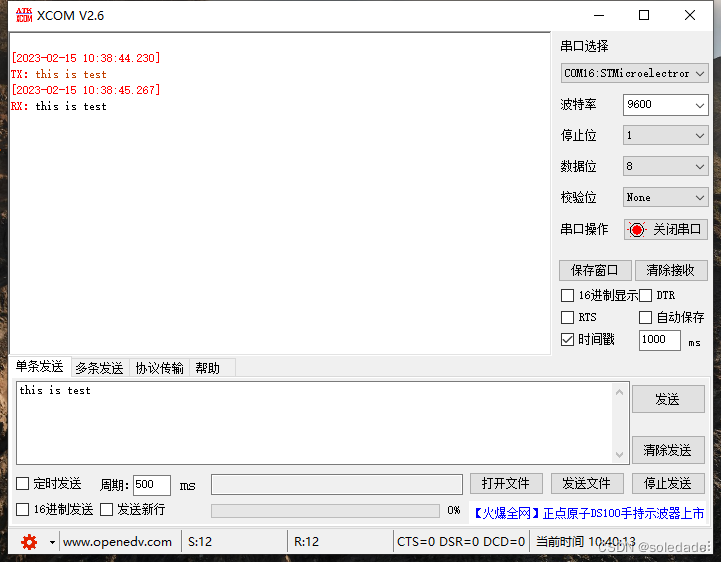 ATK XCOM XCOM V2.6
[2023-02-15 10:38:44.230]
TX: this is test
[2023-02-15 10:38:45.267]
RX: this is test
串口选择
COM16:STMicroelectror
波特率 9600
停止位 1
数据位 8
校验位 None
串口操作 关闭串口
保存窗口 清除接收
16进制显示 DTR
RTS 自动保存
时间戳 1000 ms
单条发送 多条发送 协议传输 帮助
this is test
发送
清除发送
定时发送 周期: 500 ms 打开文件 发送文件 停止发送
16进制发送 发送新行 0% 【火爆全网】正点原子DS100手持示波器上市
www.openedv.com S:12 R:12 CTS=0 DSR=0 DCD=0 当前时间 10:40:13
CSDN @soledade